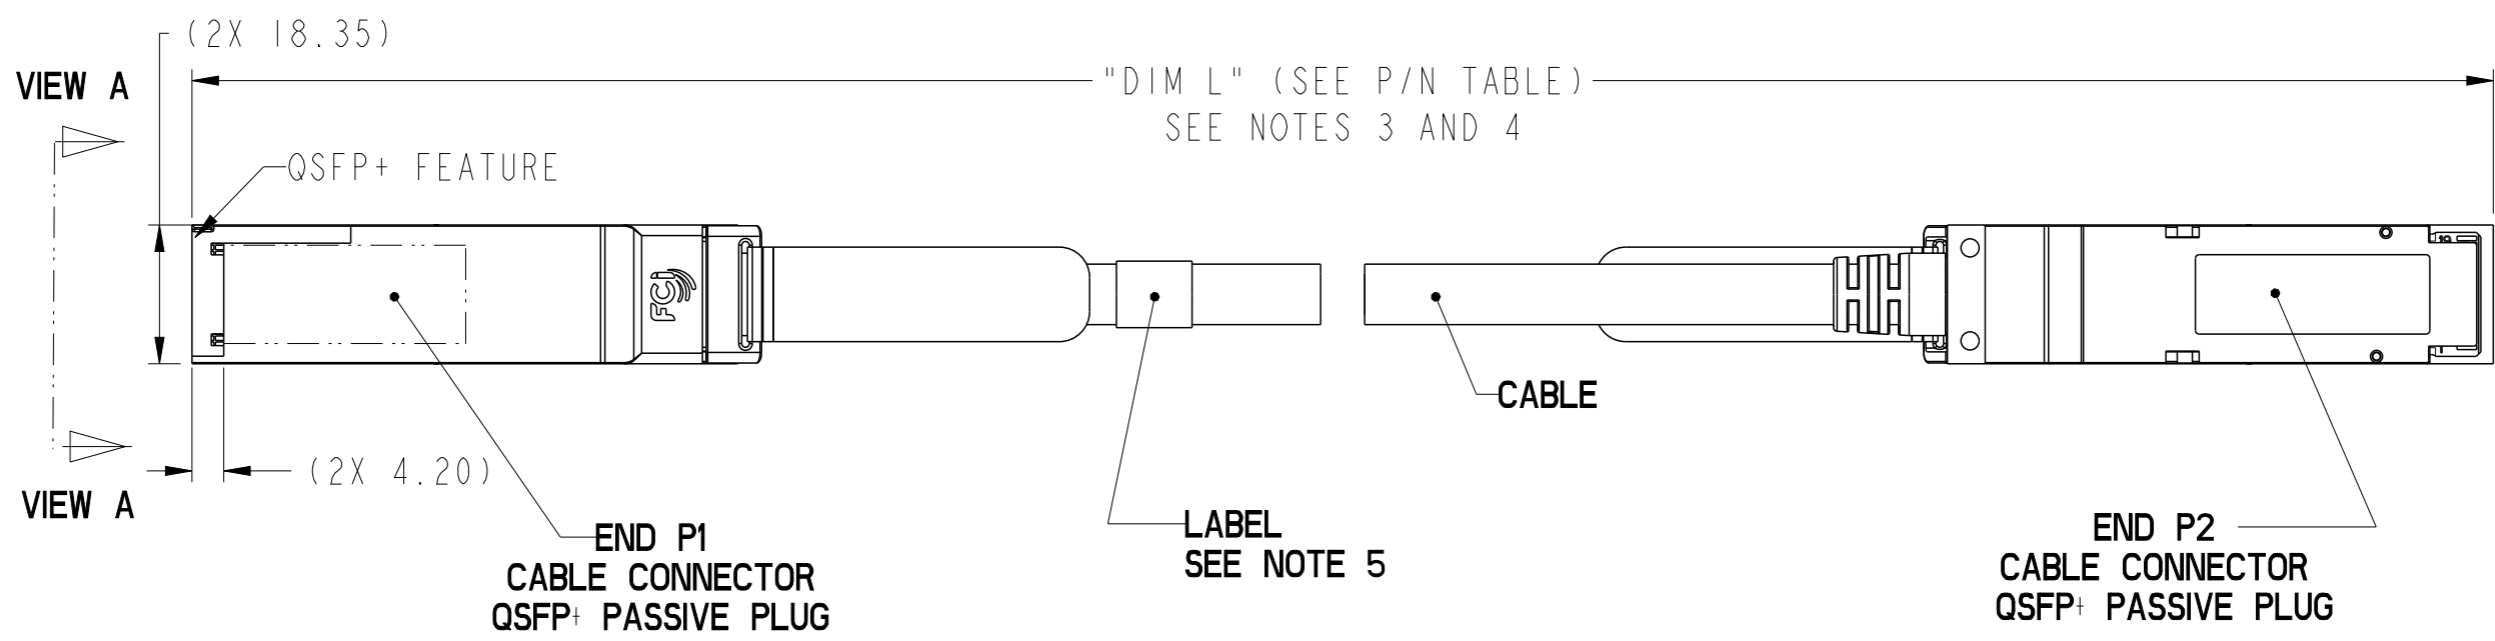 (2X 18.35)
VIEW A
"DIM L" (SEE P/N TABLE)
SEE NOTES 3 AND 4
QSFP+ FEATURE
FCI
CABLE
(2X 4.20)
VIEW A
END P1
CABLE CONNECTOR
QSFP+ PASSIVE PLUG
LABEL
SEE NOTE 5
END P2
CABLE CONNECTOR
QSFP+ PASSIVE PLUG